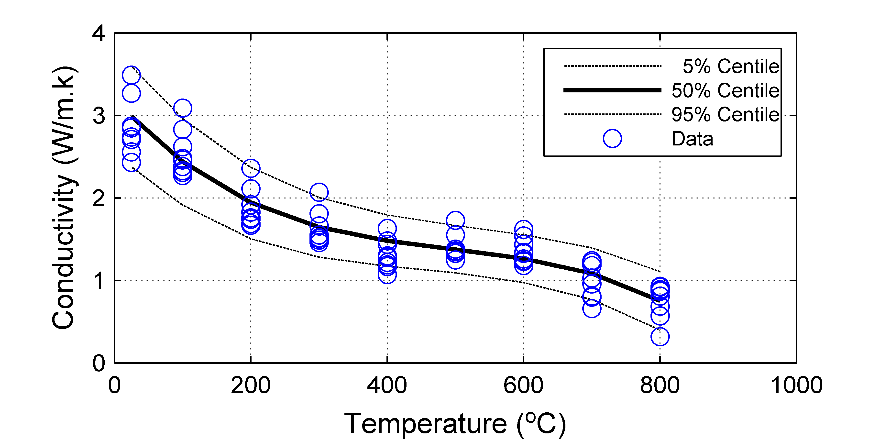 4
3
2
1
0
Conductivity (W/m.k)
5% Centile
50% Centile
95% Centile
Data
0 200 400 600 800 1000
Temperature (ºC)